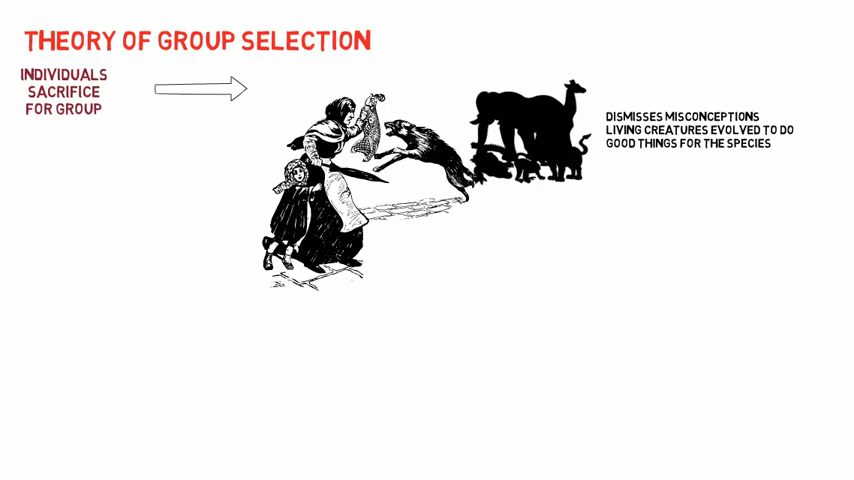 THEORY OF GROUP SELECTION
INDIVIDUALS
SACRIFICE
FOR GROUP
DISMISSES MISCONCEPTIONS
LIVING CREATURES EVOLVED TO DO
GOOD THINGS FOR THE SPECIES